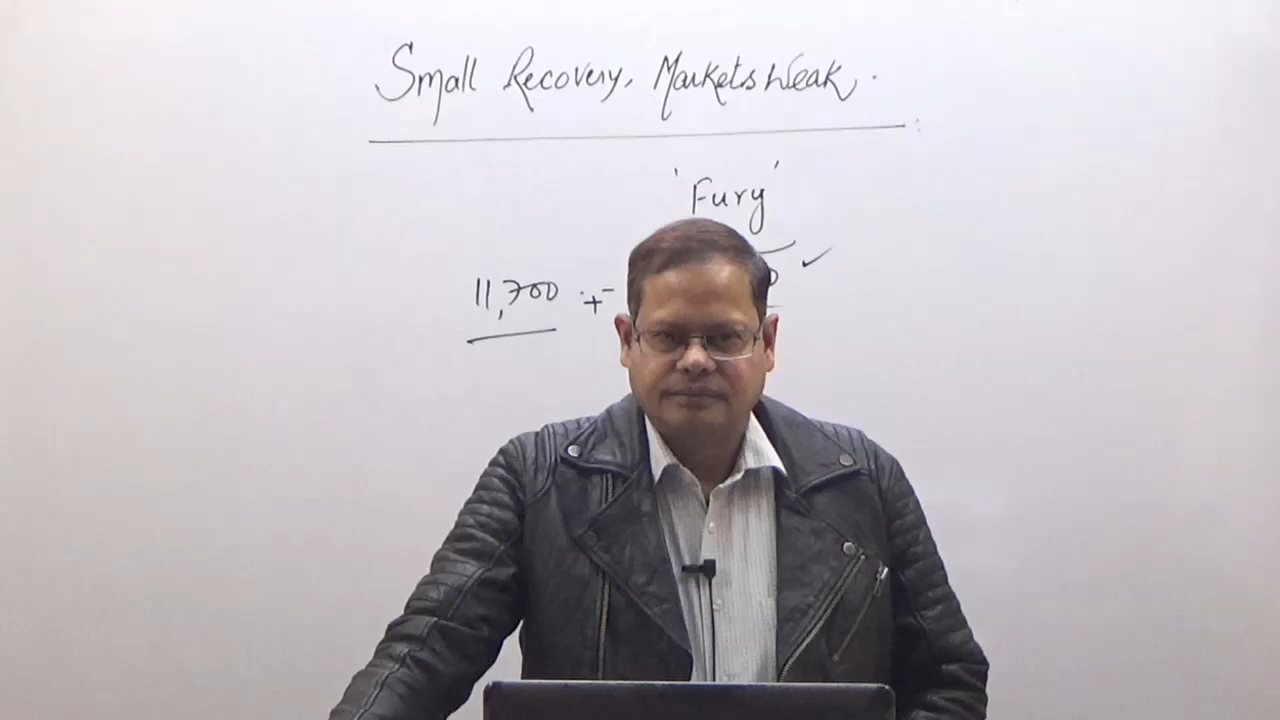 Small Recovery, Markets Weak.
'Fury'
11,700 +-